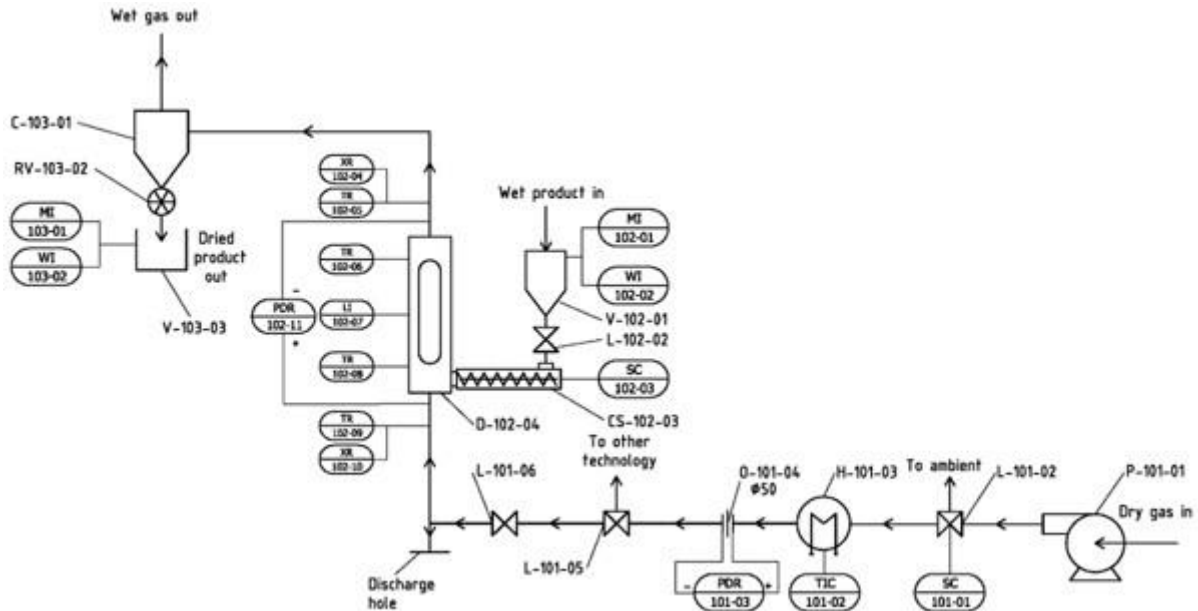 Wet gas out
C-103-01
RV-103-02
MI
103-01
WI
103-02
Dried
product
out
V-103-03
XR
102-04
TR
102-05
TR
102-06
LI
102-07
TR
102-08
PDR
102-11
-
+
TR
102-09
XR
102-10
Wet product in
MI
102-01
WI
102-02
V-102-01
L-102-02
SC
102-03
CS-102-03
D-102-04
To other
technology
L-101-06
L-101-05
Discharge
hole
O-101-04
Ø50
H-101-03
To ambient
L-101-02
P-101-01
Dry gas in
-
PDR
101-03
+
TIC
101-02
SC
101-01